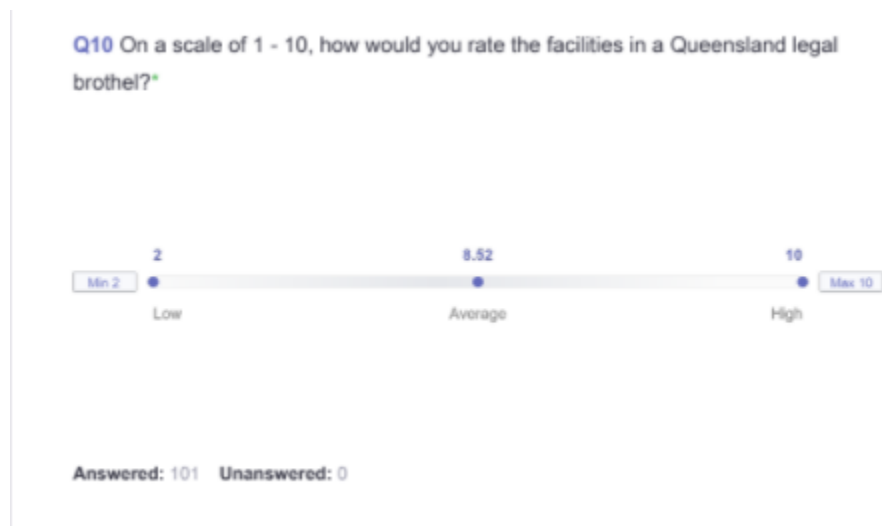 Q10 On a scale of 1 - 10, how would you rate the facilities in a Queensland legal
brothel?*
2 8.52 10
Min 2 Max 10
Low Average High
Answered: 101 Unanswered: 0